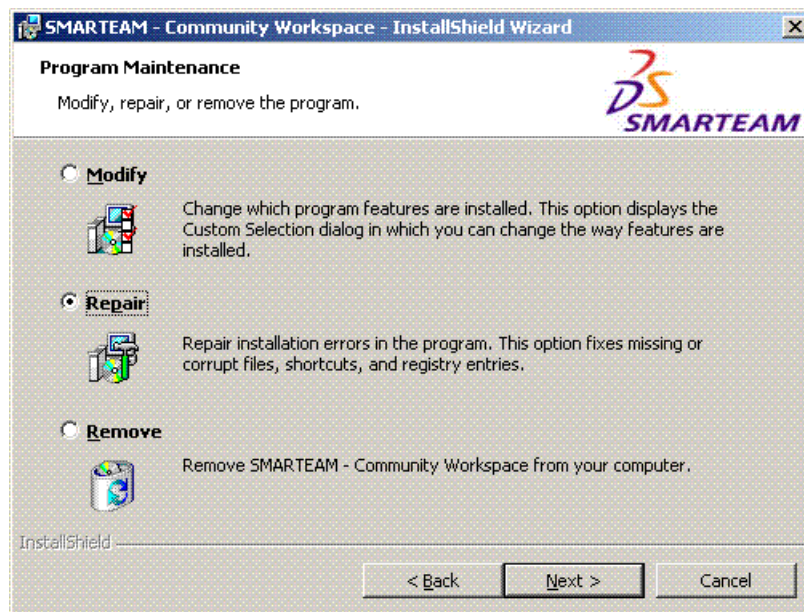 SMARTEAM - Community Workspace - InstallShield Wizard
Program Maintenance
Modify, repair, or remove the program.
SMARTEAM
Modify
Change which program features are installed. This option displays the
Custom Selection dialog in which you can change the way features are
installed.
Repair
Repair installation errors in the program. This option fixes missing or
corrupt files, shortcuts, and registry entries.
Remove
Remove SMARTEAM - Community Workspace from your computer.
InstallShield
< Back
Next >
Cancel